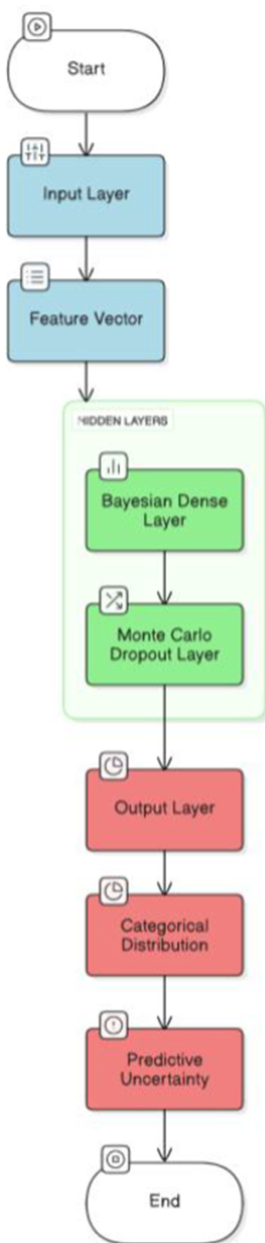 Start
Input Layer
Feature Vector
HIDDEN LAYERS
Bayesian Dense
Layer
Monte Carlo
Dropout Layer
Output Layer
Categorical
Distribution
Predictive
Uncertainty
End